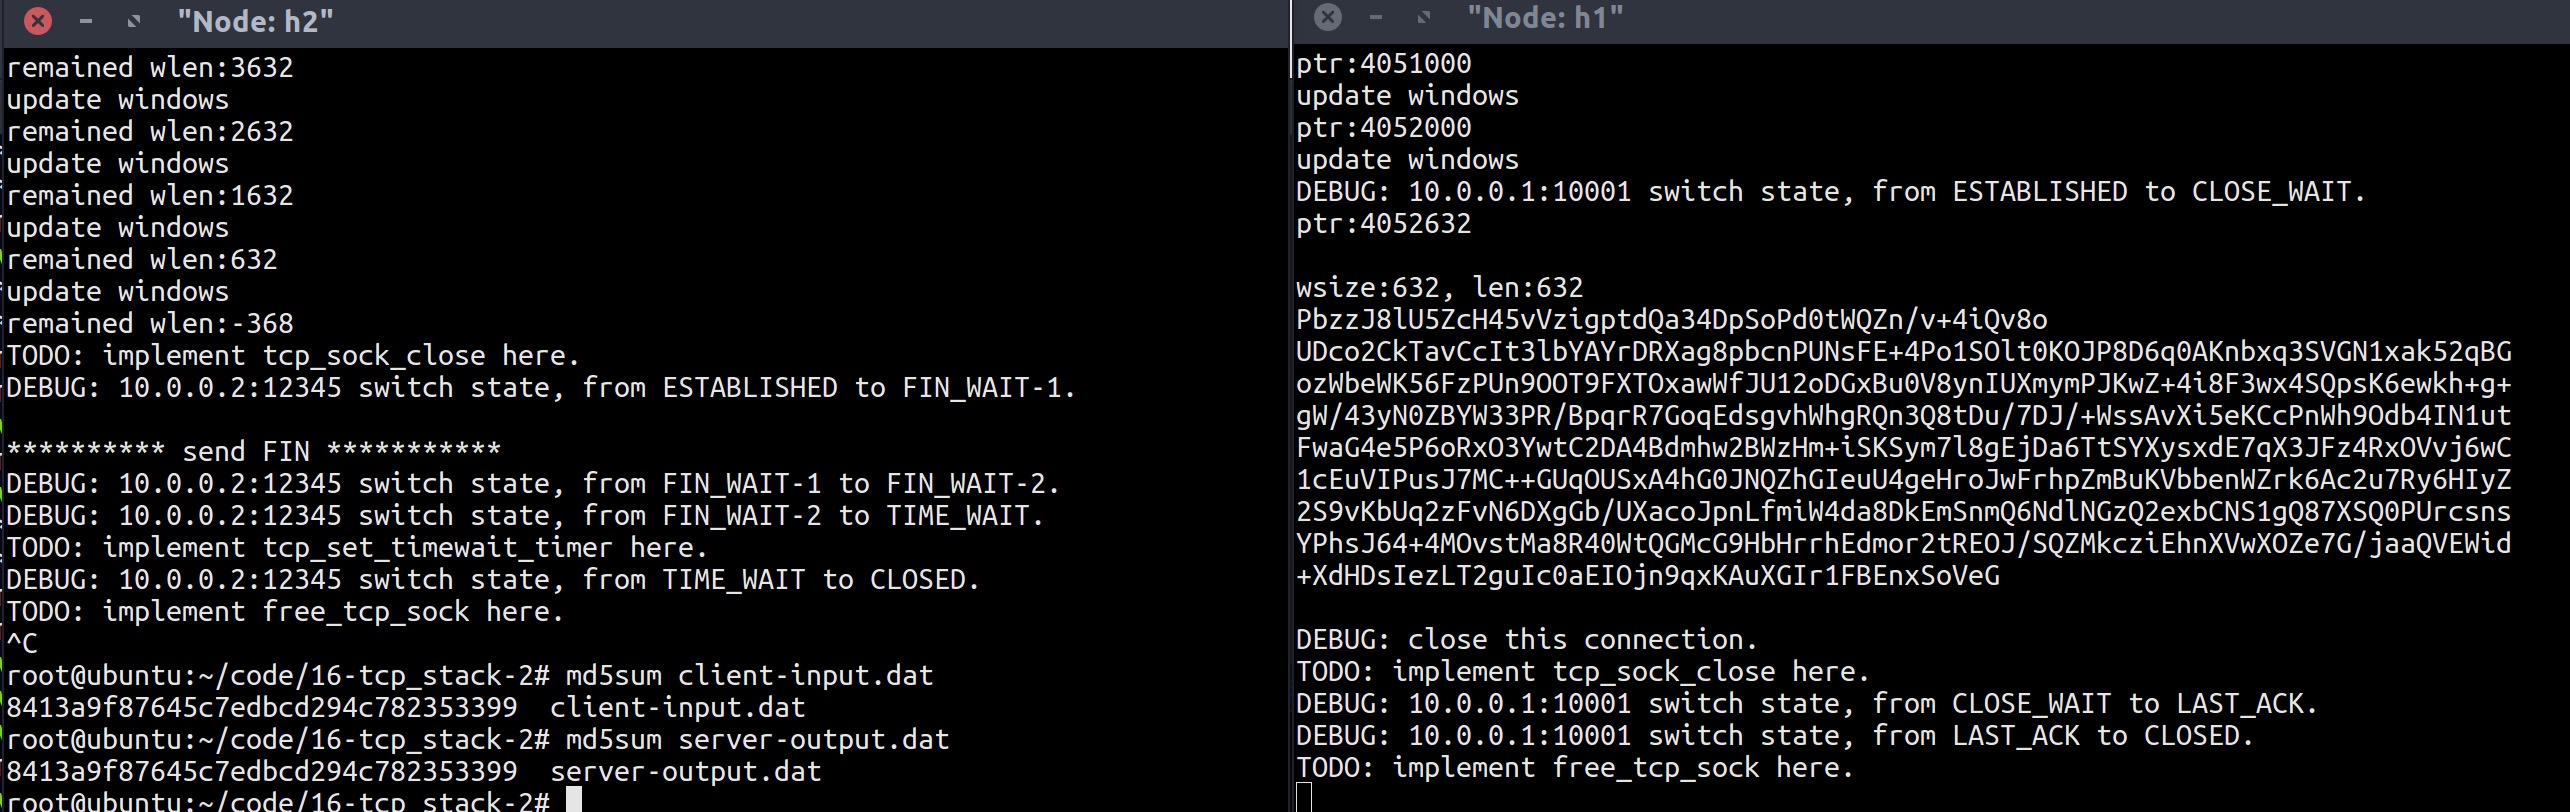 "Node: h2"
remained wlen:3632
update windows
remained wlen:2632
update windows
remained wlen:1632
update windows
remained wlen:632
update windows
remained wlen:-368
TODO: implement tcp_sock_close here.
DEBUG: 10.0.0.2:12345 switch state, from ESTABLISHED to FIN_WAIT-1.
********** send FIN ***********
DEBUG: 10.0.0.2:12345 switch state, from FIN_WAIT-1 to FIN_WAIT-2.
DEBUG: 10.0.0.2:12345 switch state, from FIN_WAIT-2 to TIME_WAIT.
TODO: implement tcp_set_timewait_timer here.
DEBUG: 10.0.0.2:12345 switch state, from TIME_WAIT to CLOSED.
TODO: implement free_tcp_sock here.
^C
root@ubuntu:~/code/16-tcp_stack-2# md5sum client-input.dat
8413a9f87645c7edbcd294c782353399  client-input.dat
root@ubuntu:~/code/16-tcp_stack-2# md5sum server-output.dat
8413a9f87645c7edbcd294c782353399  server-output.dat
root@ubuntu:~/code/16-tcp_stack-2#
"Node: h1"
ptr:4051000
update windows
ptr:4052000
update windows
DEBUG: 10.0.0.1:10001 switch state, from ESTABLISHED to CLOSE_WAIT.
ptr:4052632
wsize:632, len:632
PbzzJ8lU5ZcH45vVzigptdQa34DpSoPd0tWQZn/v+4iQv8o
UDco2CkTavCcIt3lbYAYrDRXag8pbcnPUNsFE+4Po1SOlt0KOJP8D6q0AKnbxq3SVGN1xak52qBG
ozWbeWK56FzPUn9OOT9FXTOxawWfJU12oDGxBu0V8ynIUXmymPJKwZ+4i8F3wx4SQpsK6ewkh+g+
gW/43yN0ZBYW33PR/BpqrR7GoqEdsgvhWhgRQn3Q8tDu/7DJ/+WssAvXi5eKCcPnWh9Odb4IN1ut
FwaG4e5P6oRxO3YwtC2DA4Bdmhw2BWzHm+iSKSym7l8gEjDa6TtSYXysxdE7qX3JFz4RxOVvj6wC
1cEuVIPusJ7MC++GUqOUSxA4hG0JNQZhGIeuU4geHroJwFrhpZmBuKVbbenWZrk6Ac2u7Ry6HIyZ
2S9vKbUq2zFvN6DXgGb/UXacoJpnLfmiW4da8DkEmSnmQ6NdlNGzQ2exbCNS1gQ87XSQ0PUrcsns
YPhsJ64+4MOvstMa8R40WtQGMcG9HbHrrhEdmor2tREOJ/SQZMkcziEhnXVwXOZe7G/jaaQVEWid
+XdHDsIezLT2guIc0aEIOjn9qxKAuXGIr1FBEnxSoVeG
DEBUG: close this connection.
TODO: implement tcp_sock_close here.
DEBUG: 10.0.0.1:10001 switch state, from CLOSE_WAIT to LAST_ACK.
DEBUG: 10.0.0.1:10001 switch state, from LAST_ACK to CLOSED.
TODO: implement free_tcp_sock here.